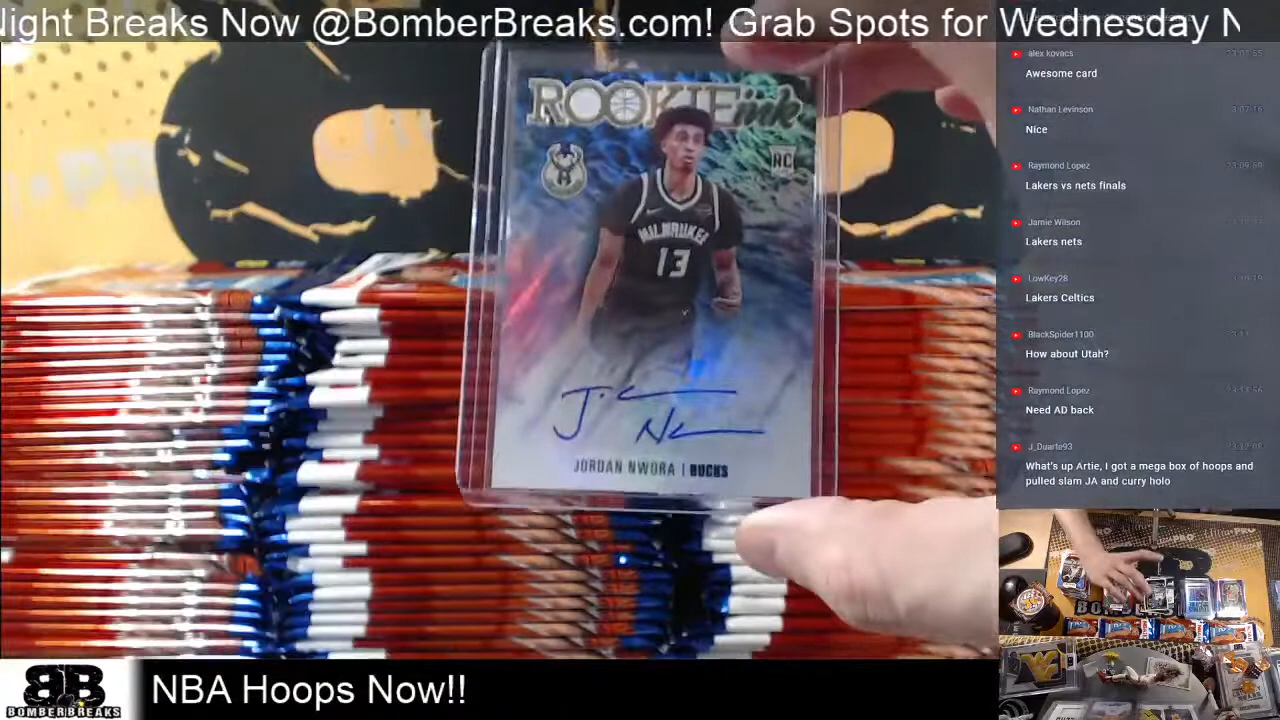 Night Breaks Now @BomberBreaks.com! Grab Spots for Wednesday N
ROOKIE ink
RC
MILWAUKEE
13
J. N
JORDAN NWORA | BUCKS
alex kovacs
Awesome card
Nathan Levinson
Nice
Raymond Lopez
Lakers vs nets finals
Jamie Wilson
Lakers nets
LowKey28
Lakers Celtics
BlackSpider1100
How about Utah?
Raymond Lopez
Need AD back
J_Duarte93
What's up Artie, I got a mega box of hoops and
pulled slam JA and curry holo
BB
BOMBERBREAKS
NBA Hoops Now!!